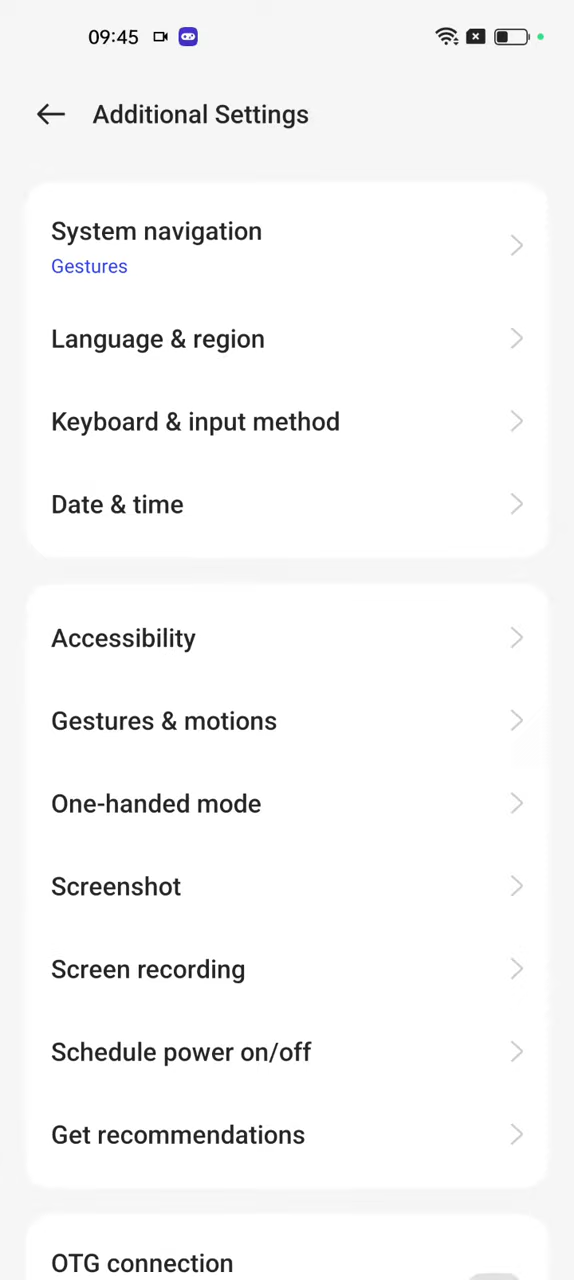 09:45
Additional Settings
System navigation
Gestures
Language & region
Keyboard & input method
Date & time
Accessibility
Gestures & motions
One-handed mode
Screenshot
Screen recording
Schedule power on/off
Get recommendations
OTG connection